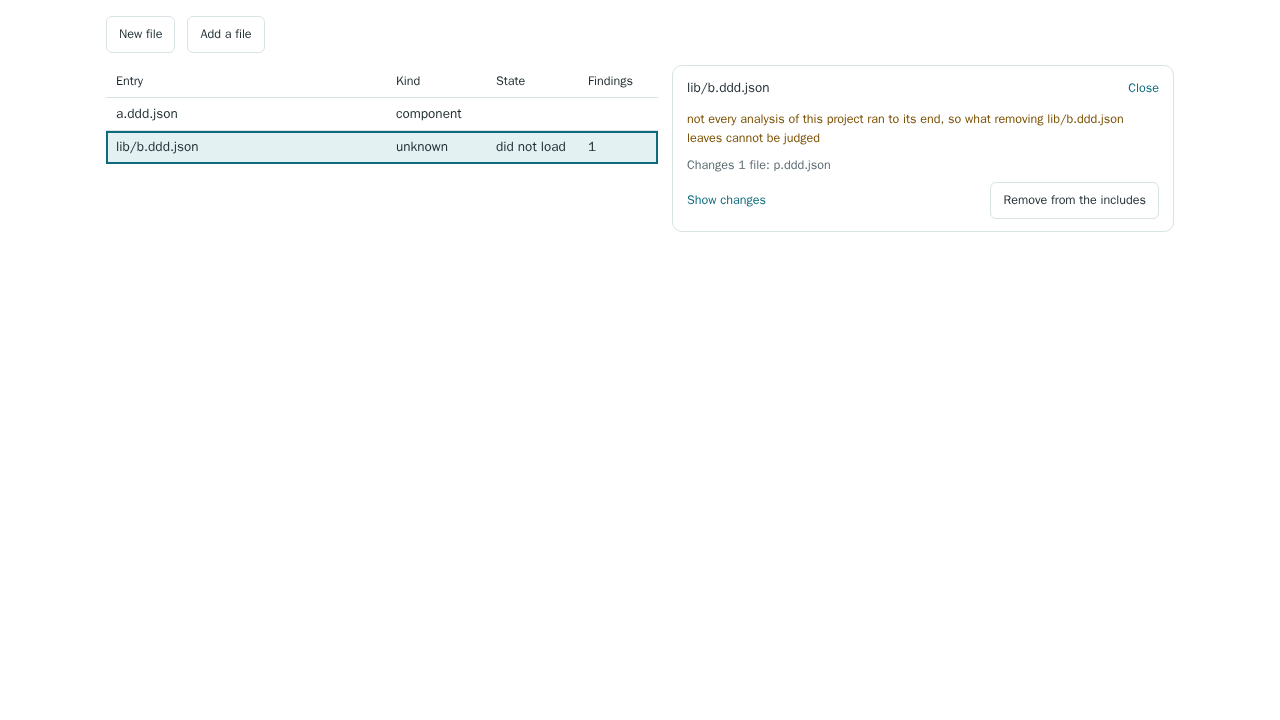 New file
Add a file
Entry Kind State Findings
a.ddd.json component
lib/b.ddd.json unknown did not load 1
lib/b.ddd.json
Close
not every analysis of this project ran to its end, so what removing lib/b.ddd.json
leaves cannot be judged
Changes 1 file: p.ddd.json
Show changes
Remove from the includes